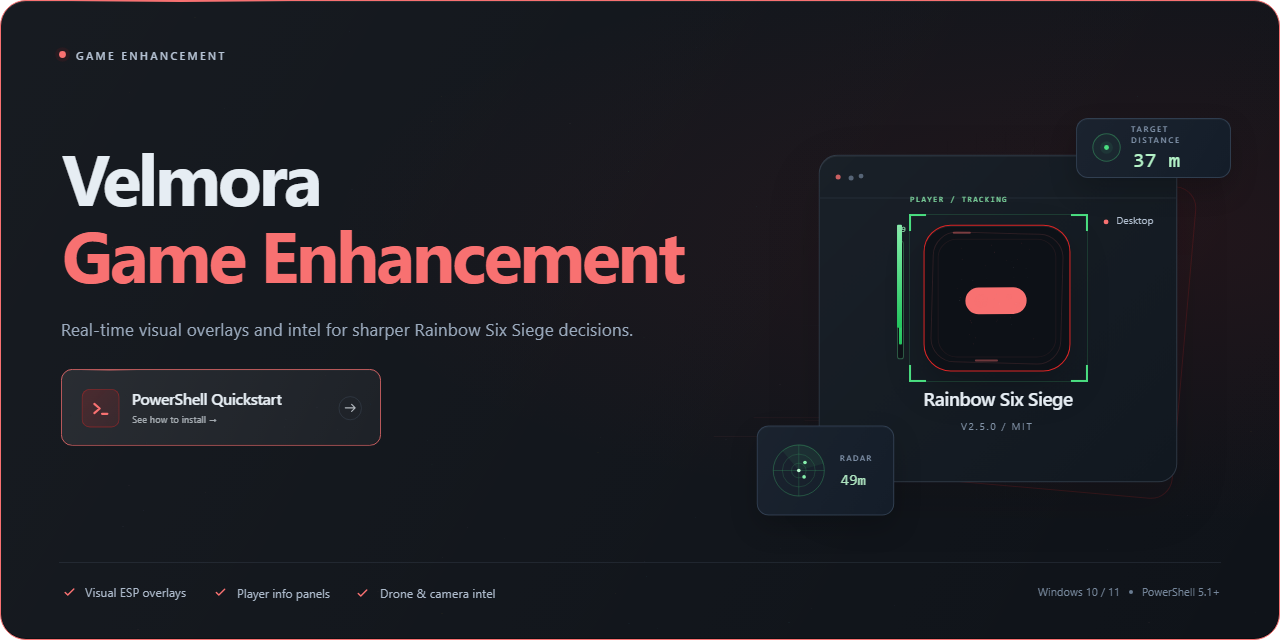 GAME ENHANCEMENT
Velmora
Game Enhancement
Real-time visual overlays and intel for sharper Rainbow Six Siege decisions.
PowerShell Quickstart
See how to install →
TARGET
DISTANCE
37 m
PLAYER / TRACKING
Desktop
Rainbow Six Siege
V2.5.0 / MIT
RADAR
49m
Visual ESP overlays
Player info panels
Drone & camera intel
Windows 10 / 11 • PowerShell 5.1+